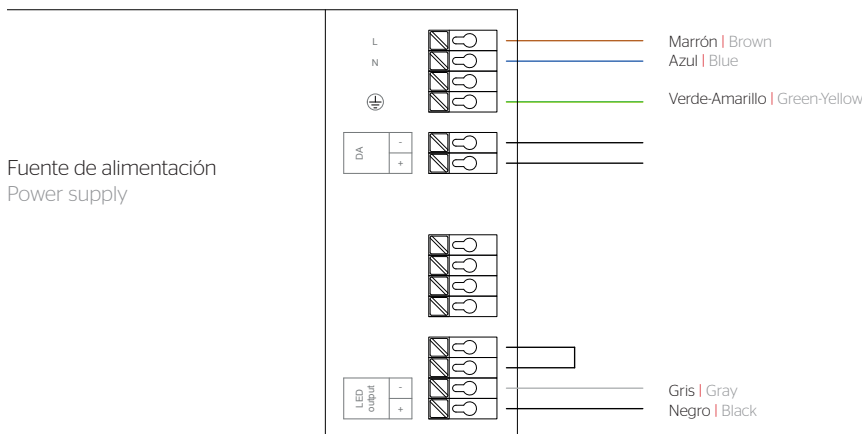 L
Marrón | Brown
N
Azul | Blue
Verde-Amarillo | Green-Yellow
DA
-
+
Fuente de alimentación
Power supply
LED
output
-
+
Gris | Gray
Negro | Black